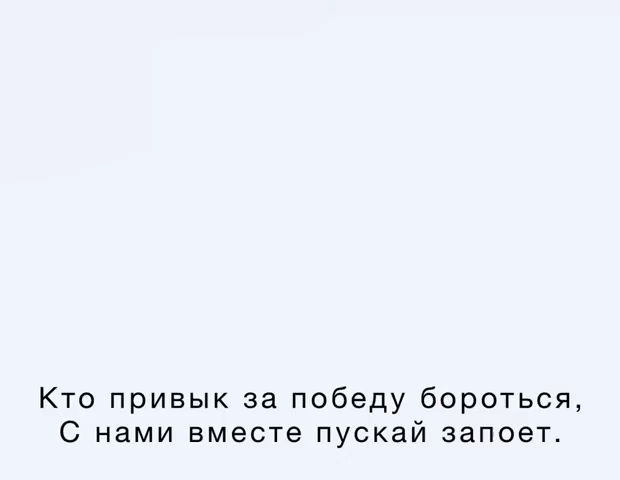 Кто привык за победу бороться,
С нами вместе пускай запоет.